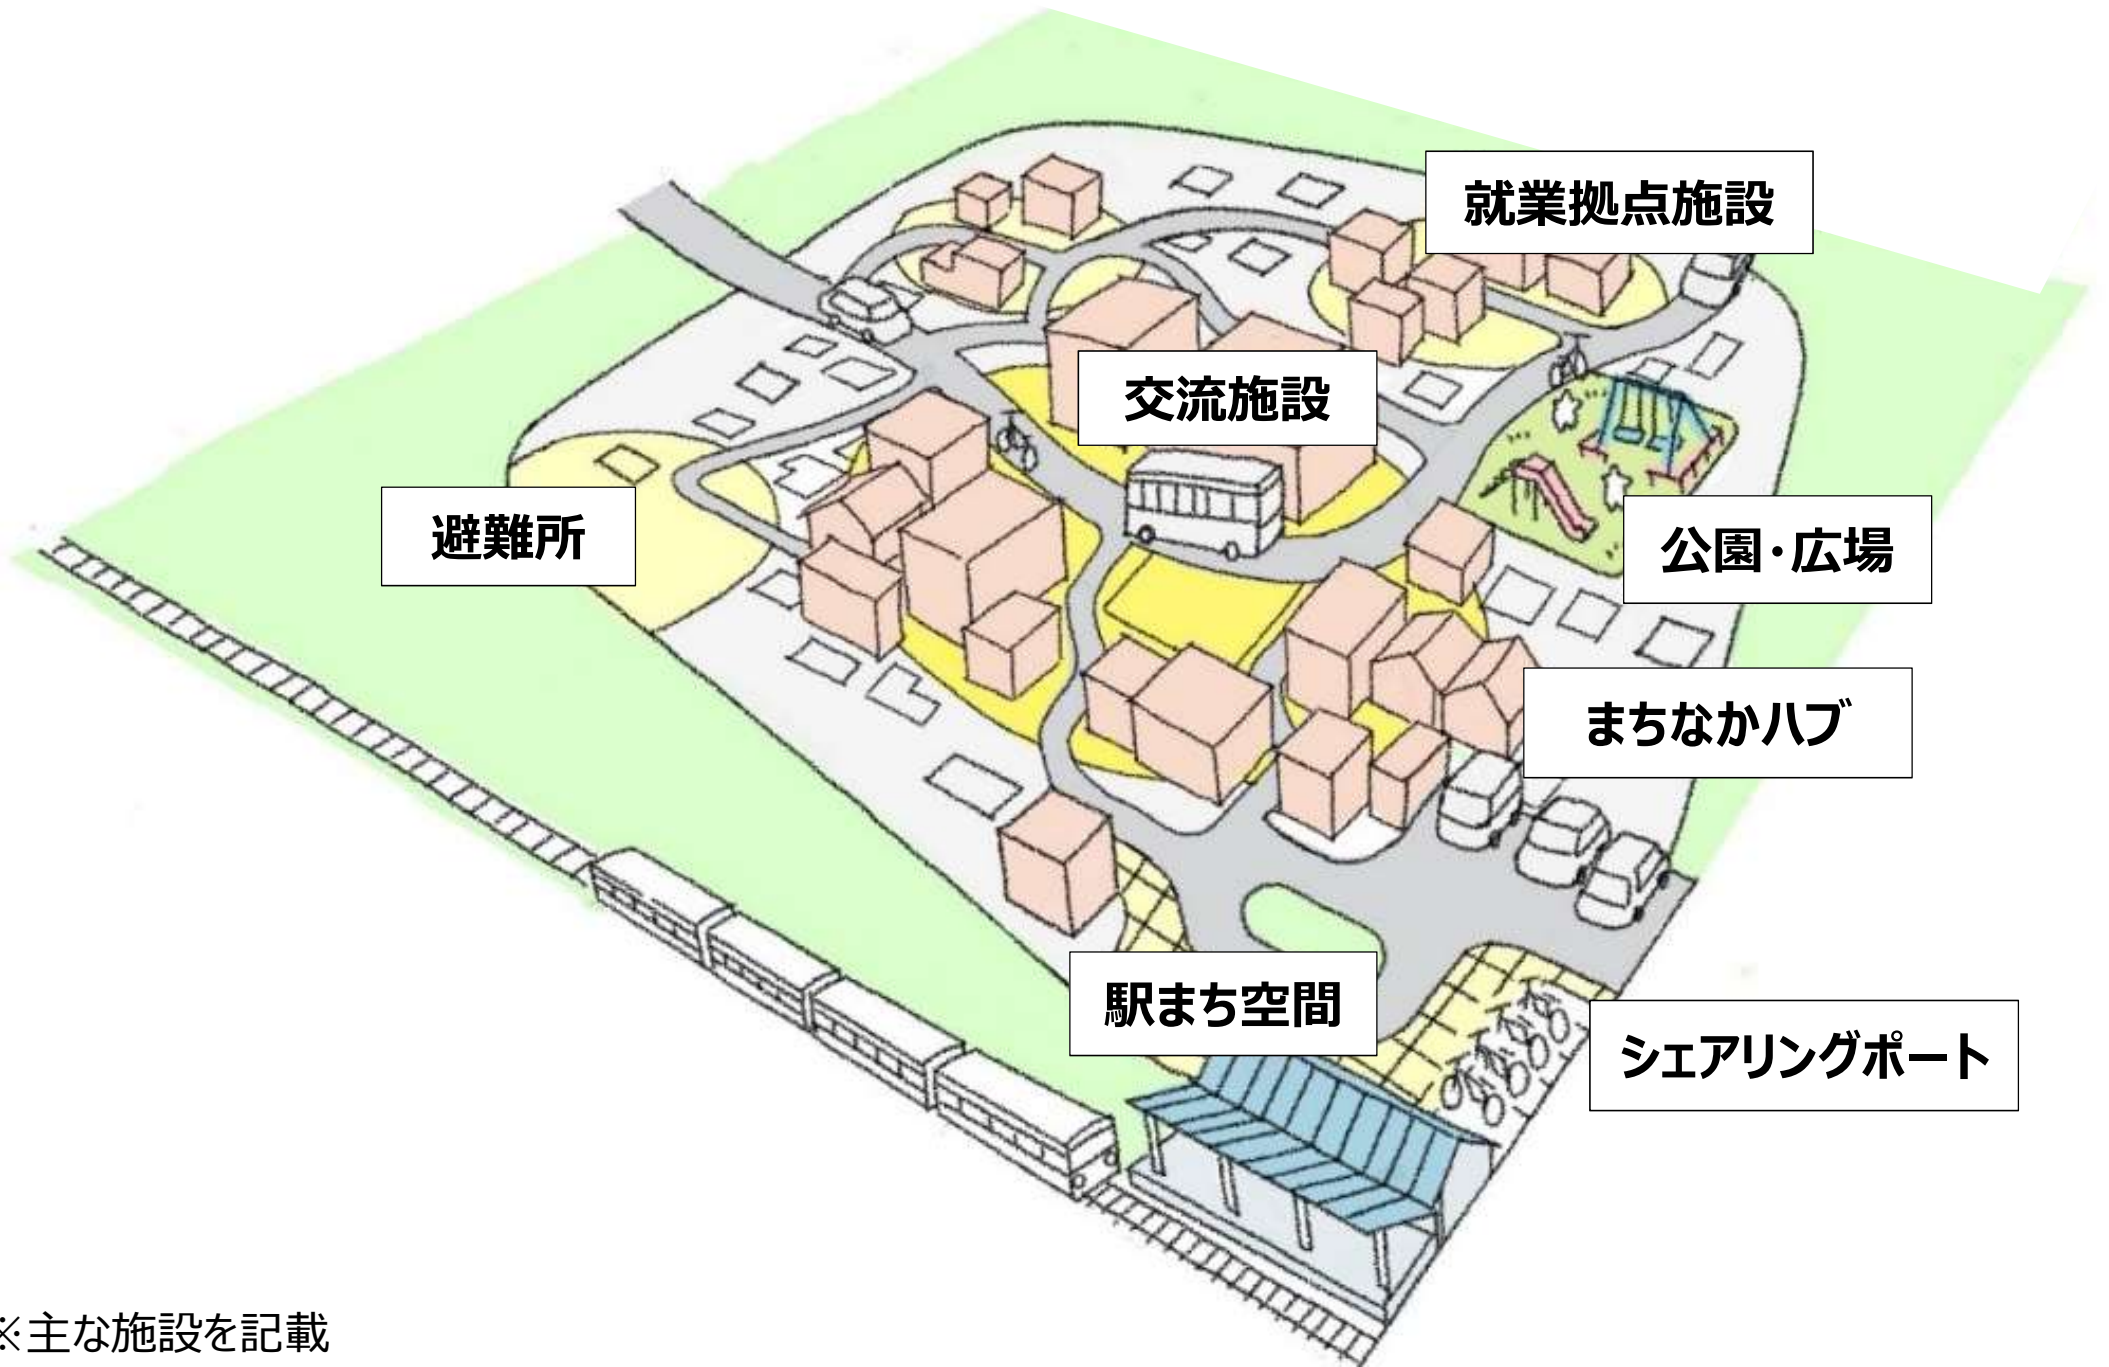 就業拠点施設
交流施設
避難所
公園・広場
まちなかハブ
駅まち空間
シェアリングポート
※主な施設を記載